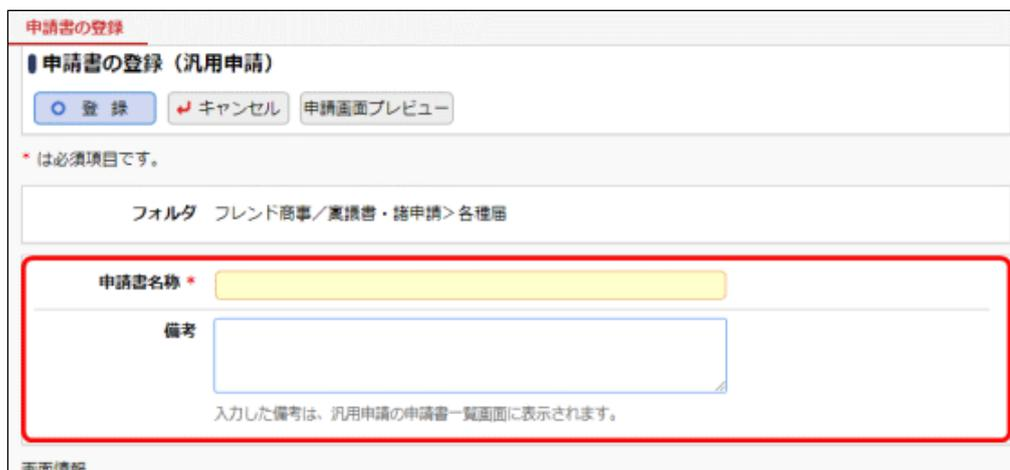 申請書の登録
申請書の登録（汎用申請）
登 録 キャンセル 申請画面プレビュー
* は必須項目です。
フォルダ フレンド商事／稟議書・諸申請＞各種届
申請書名称 *
備考
入力した備考は、汎用申請の申請書一覧画面に表示されます。
画面情報